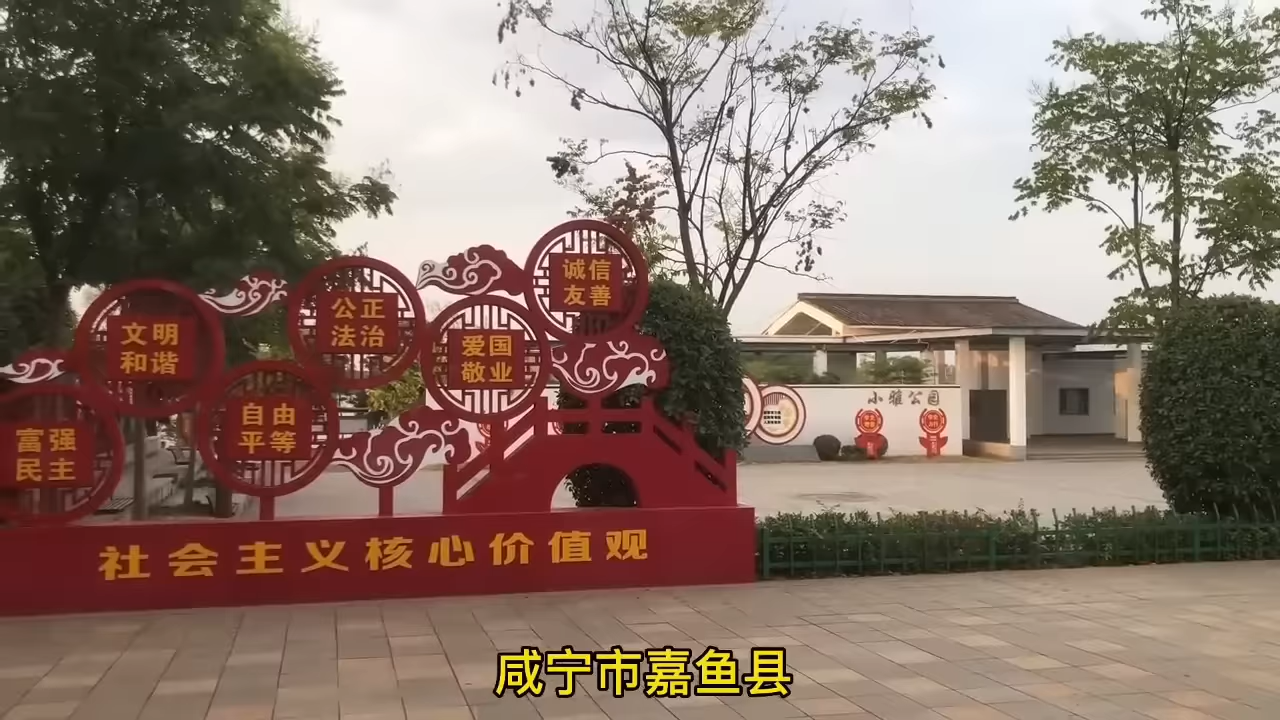 富强
民主
文明
和谐
自由
平等
公正
法治
爱国
敬业
诚信
友善
社会主义核心价值观
小雅公园
咸宁市嘉鱼县